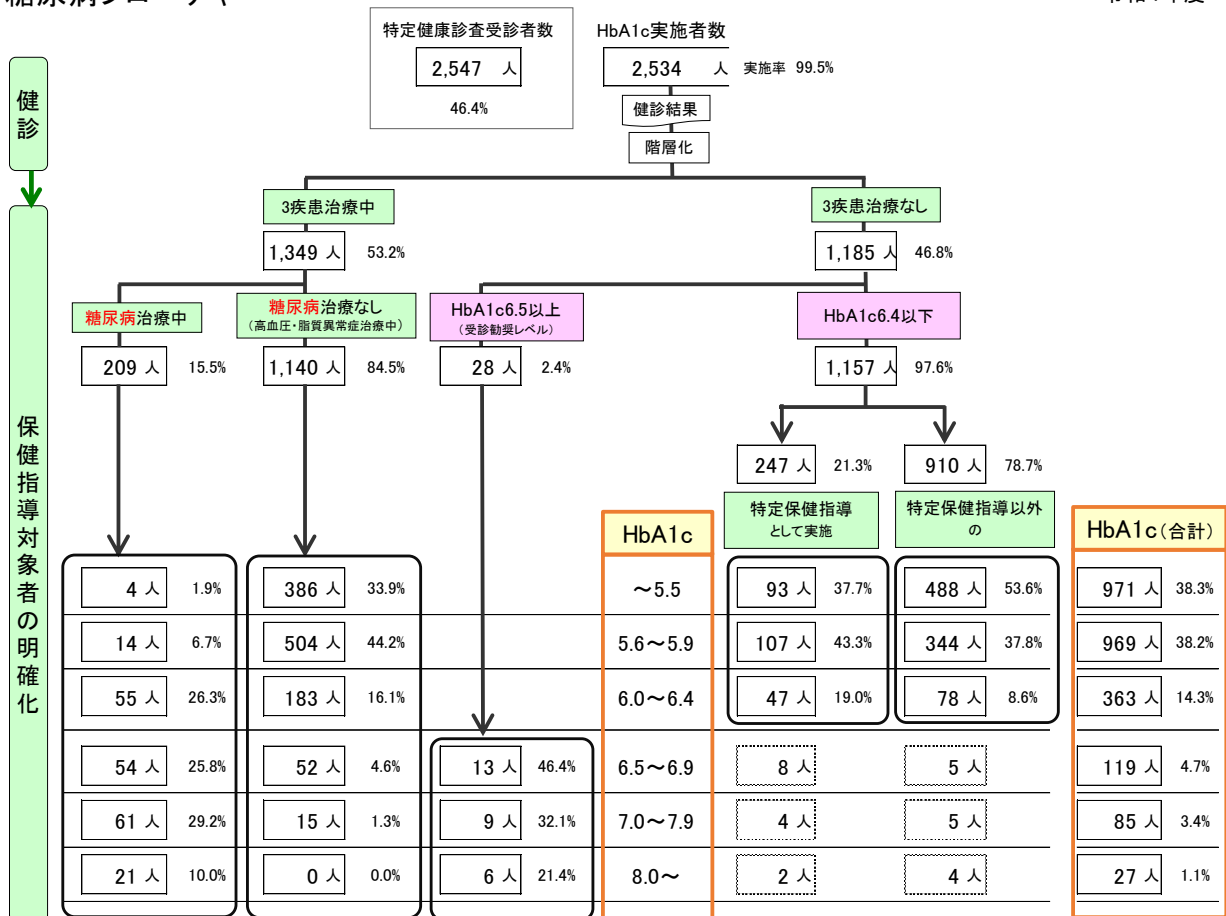 特定健康診査受診者数
HbA1c実施者数
2,547 人
2,534 人 実施率 99.5%
46.4%
健診結果
階層化
健診
3疾患治療中
3疾患治療なし
1,349 人 53.2%
1,185 人 46.8%
糖尿病治療中
糖尿病治療なし
（高血圧・脂質異常症治療中）
HbA1c6.5以上
（受診勧奨レベル）
HbA1c6.4以下
209 人 15.5%
1,140 人 84.5%
28 人 2.4%
1,157 人 97.6%
保健指導対象者の明確化
247 人 21.3%
910 人 78.7%
特定保健指導
として実施
特定保健指導以外
の
HbA1c
HbA1c（合計）
4 人 1.9% 386 人 33.9% ～5.5 93 人 37.7% 488 人 53.6% 971 人 38.3%
14 人 6.7% 504 人 44.2% 5.6～5.9 107 人 43.3% 344 人 37.8% 969 人 38.2%
55 人 26.3% 183 人 16.1% 6.0～6.4 47 人 19.0% 78 人 8.6% 363 人 14.3%
54 人 25.8% 52 人 4.6% 13 人 46.4% 6.5～6.9 8 人 5 人 119 人 4.7%
61 人 29.2% 15 人 1.3% 9 人 32.1% 7.0～7.9 4 人 5 人 85 人 3.4%
21 人 10.0% 0 人 0.0% 6 人 21.4% 8.0～ 2 人 4 人 27 人 1.1%